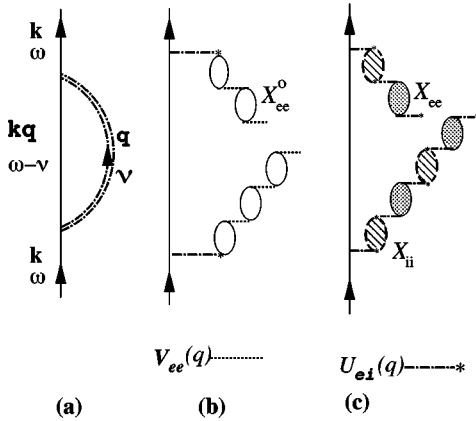 k
ω
kq
ω−ν
q
ν
k
ω
X°ee
Xee
Xii
Vee(q)
Uei(q) *
(a) (b) (c)